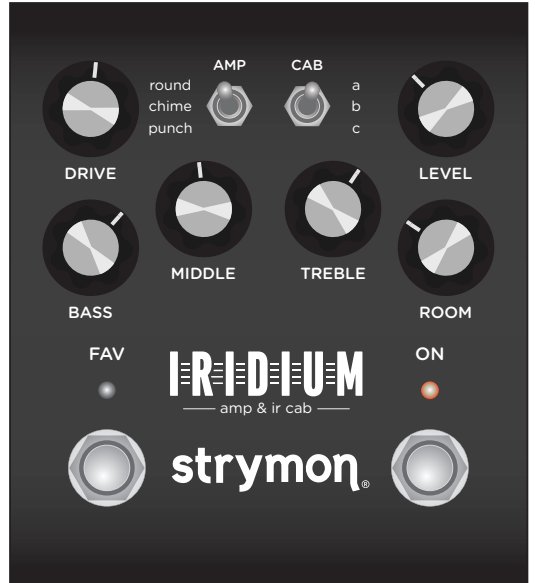 AMP CAB
round a
chime b
punch c
DRIVE LEVEL
MIDDLE TREBLE
BASS ROOM
FAV ON
IRIDIUM
amp & ir cab
strymon®